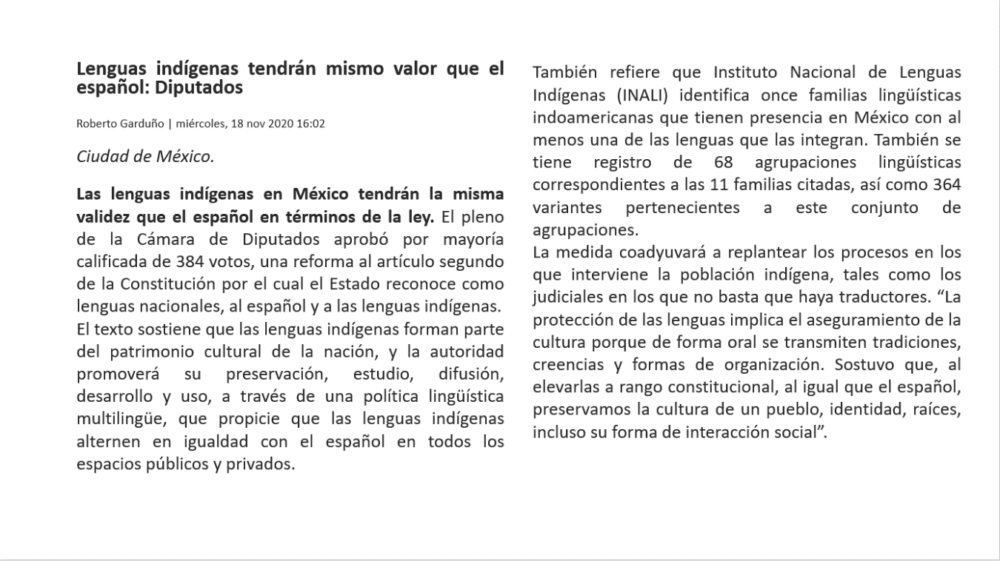 Lenguas indígenas tendrán mismo valor que el
español: Diputados
Roberto Garduño | miércoles, 18 nov 2020 16:02
Ciudad de México.
Las lenguas indígenas en México tendrán la misma
validez que el español en términos de la ley. El pleno
de la Cámara de Diputados aprobó por mayoría
calificada de 384 votos, una reforma al artículo segundo
de la Constitución por el cual el Estado reconoce como
lenguas nacionales, al español y a las lenguas indígenas.
El texto sostiene que las lenguas indígenas forman parte
del patrimonio cultural de la nación, y la autoridad
promoverá su preservación, estudio, difusión,
desarrollo y uso, a través de una política lingüística
multilingüe, que propicie que las lenguas indígenas
alternen en igualdad con el español en todos los
espacios públicos y privados.
También refiere que Instituto Nacional de Lenguas
Indígenas (INALI) identifica once familias lingüísticas
indoamericanas que tienen presencia en México con al
menos una de las lenguas que las integran. También se
tiene registro de 68 agrupaciones lingüísticas
correspondientes a las 11 familias citadas, así como 364
variantes pertenecientes a este conjunto de
agrupaciones.
La medida coadyuvará a replantear los procesos en los
que interviene la población indígena, tales como los
judiciales en los que no basta que haya traductores. “La
protección de las lenguas implica el aseguramiento de la
cultura porque de forma oral se transmiten tradiciones,
creencias y formas de organización. Sostuvo que, al
elevarlas a rango constitucional, al igual que el español,
preservamos la cultura de un pueblo, identidad, raíces,
incluso su forma de interacción social”.